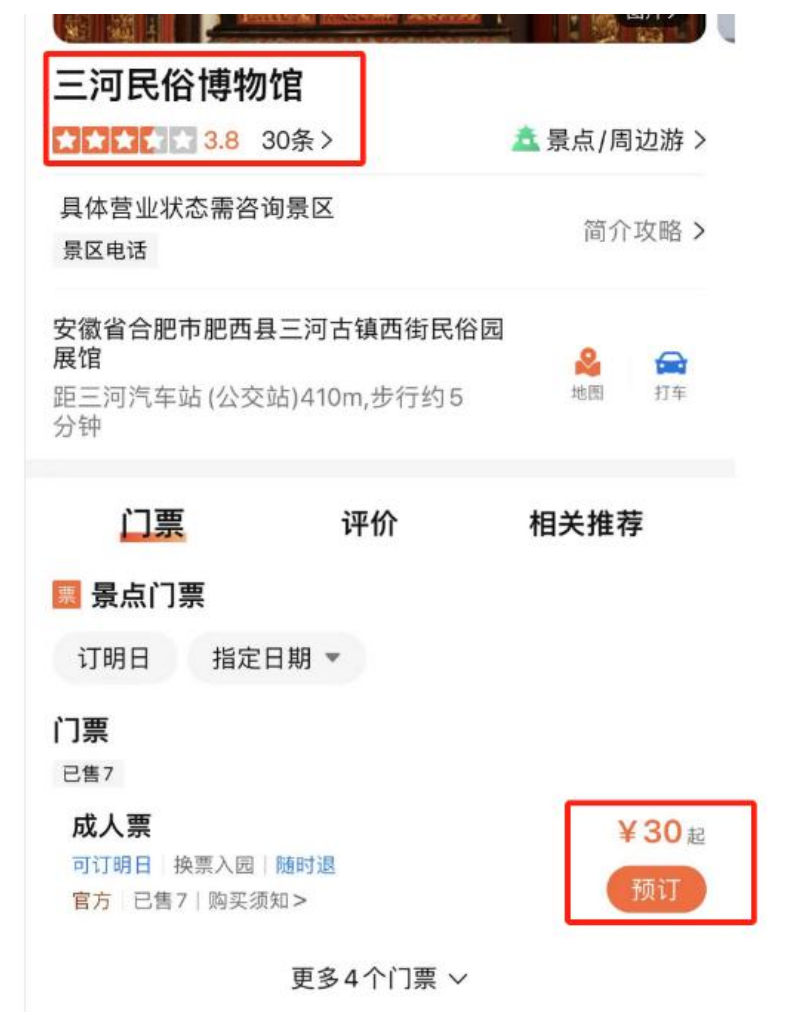 图片>
三河民俗博物馆
3.8 30条>
景点/周边游>
具体营业状态需咨询景区
景区电话
简介攻略>
安徽省合肥市肥西县三河古镇西街民俗园
展馆
距三河汽车站(公交站)410m,步行约5
分钟
地图 打车
门票 评价 相关推荐
票 景点门票
订明日 指定日期
门票
已售7
成人票
¥30起
可订明日 换票入园 随时退
预订
官方 已售7 购买须知>
更多4个门票